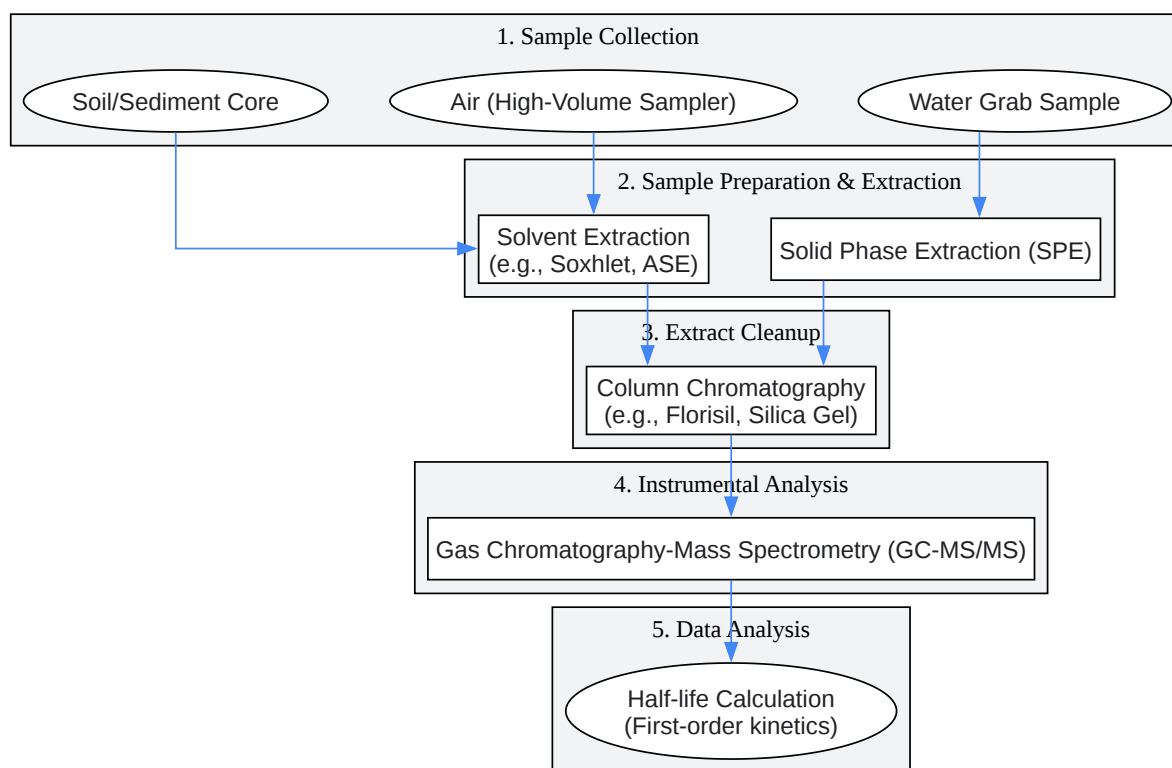 1. Sample Collection
Soil/Sediment Core
Air (High-Volume Sampler)
Water Grab Sample
2. Sample Preparation & Extraction
Solvent Extraction
(e.g., Soxhlet, ASE)
Solid Phase Extraction (SPE)
3. Extract Cleanup
Column Chromatography
(e.g., Florisil, Silica Gel)
4. Instrumental Analysis
Gas Chromatography-Mass Spectrometry (GC-MS/MS)
5. Data Analysis
Half-life Calculation
(First-order kinetics)